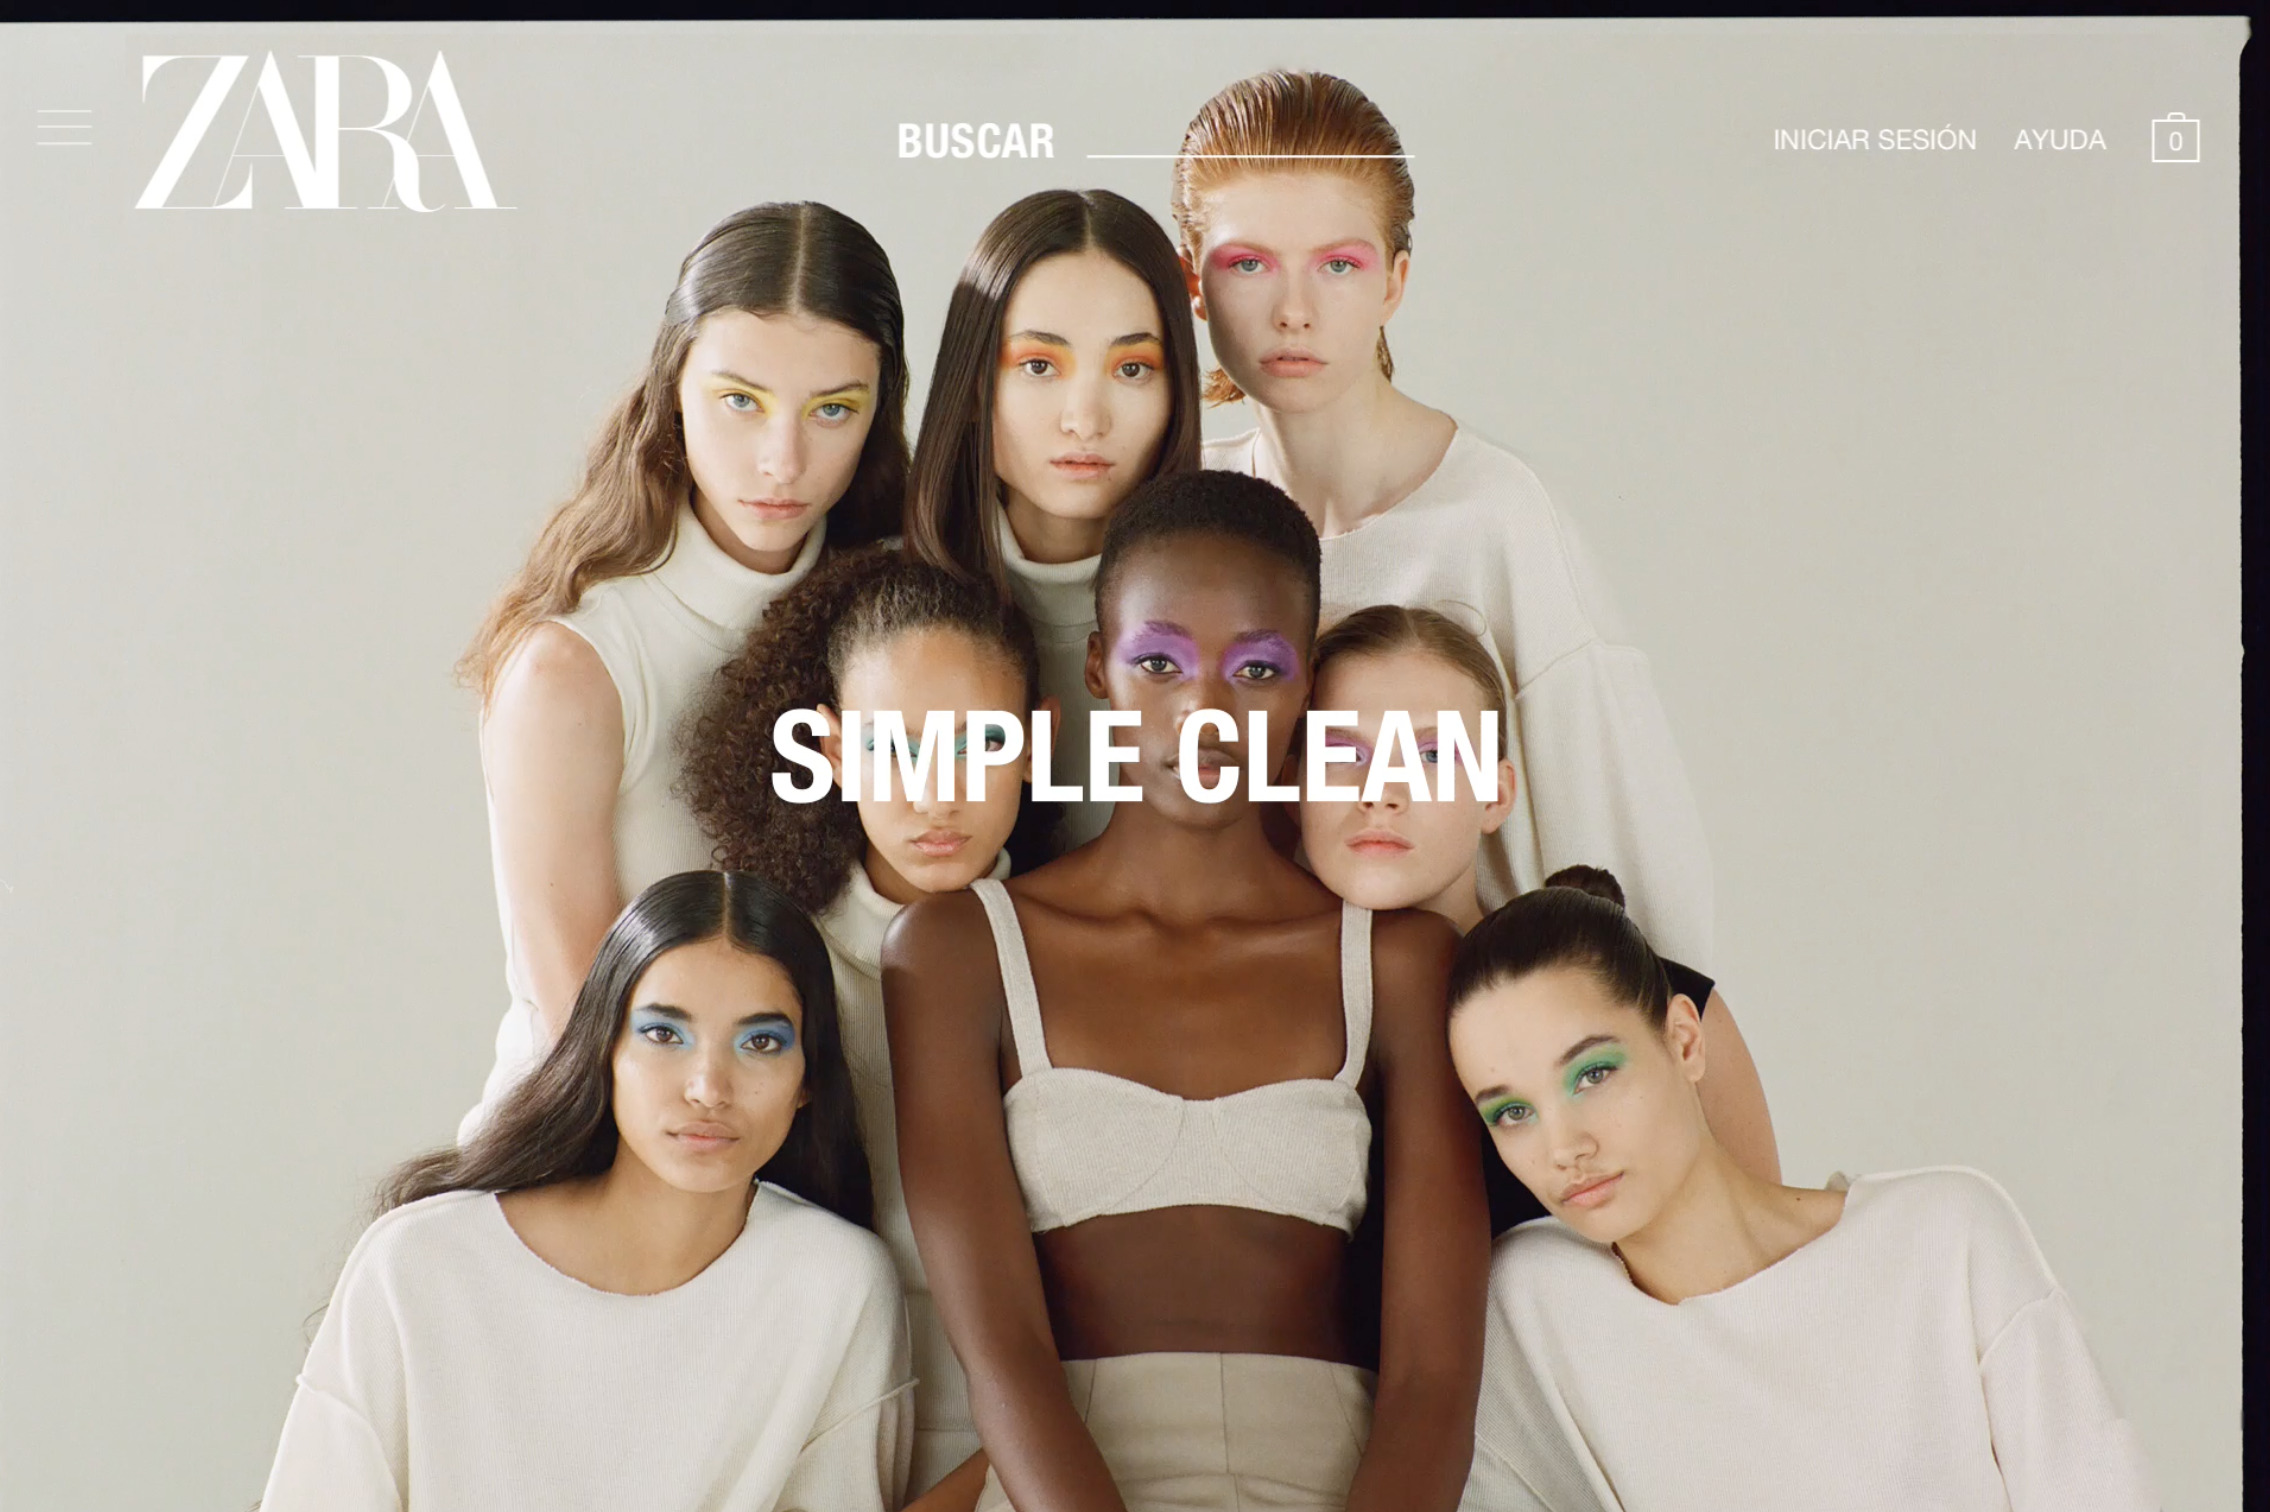 ZARA
BUSCAR
INICIAR SESIÓN
AYUDA
0
SIMPLE CLEAN